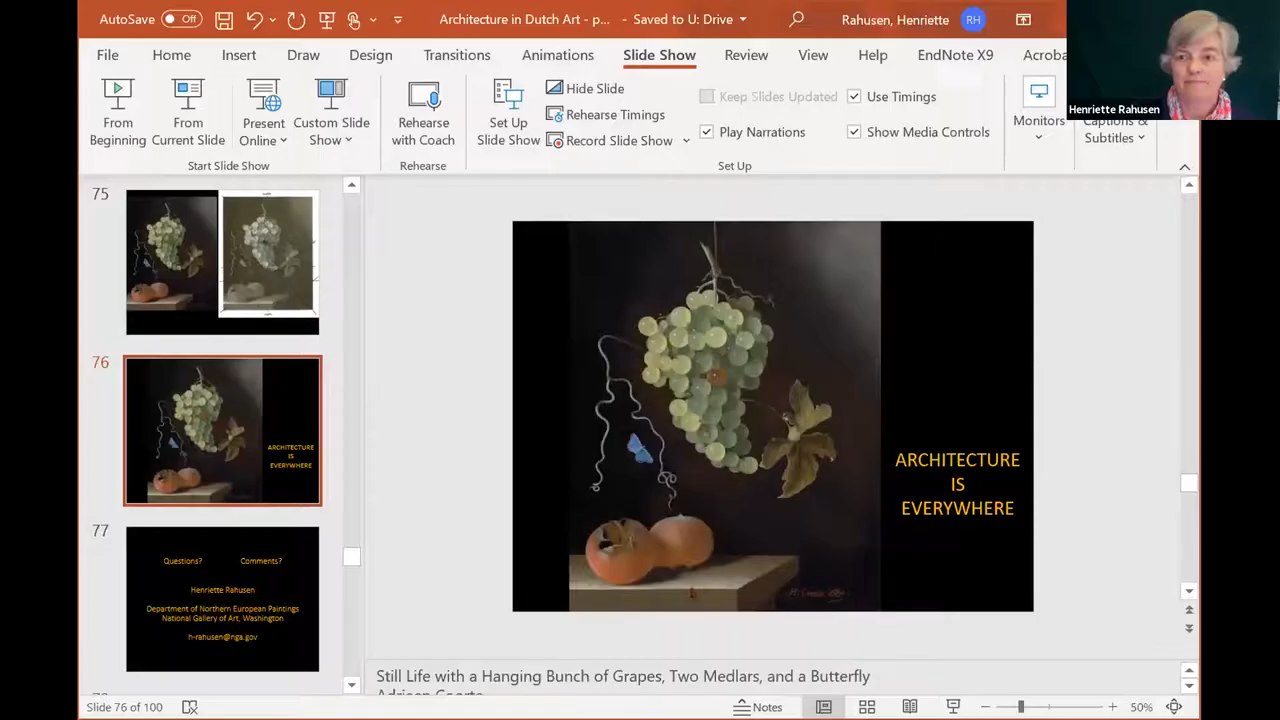 AutoSave Off
Architecture in Dutch Art - p... - Saved to U: Drive
Rahusen, Henriette RH
File Home Insert Draw Design Transitions Animations Slide Show Review View Help EndNote X9 Acroba
Henriette Rahusen
From Beginning
From Current Slide
Present Online
Custom Slide Show
Start Slide Show
Rehearse with Coach
Rehearse
Set Up Slide Show
Hide Slide
Rehearse Timings
Record Slide Show
Keep Slides Updated
Use Timings
Play Narrations
Show Media Controls
Set Up
Monitors
Captions & Subtitles
75
76
ARCHITECTURE
IS
EVERYWHERE
77
Questions? Comments?
Henriette Rahusen
Department of Northern European Paintings
National Gallery of Art, Washington
h-rahusen@nga.gov
ARCHITECTURE
IS
EVERYWHERE
Still Life with a Hanging Bunch of Grapes, Two Medlars, and a Butterfly
Slide 76 of 100
Notes
50%